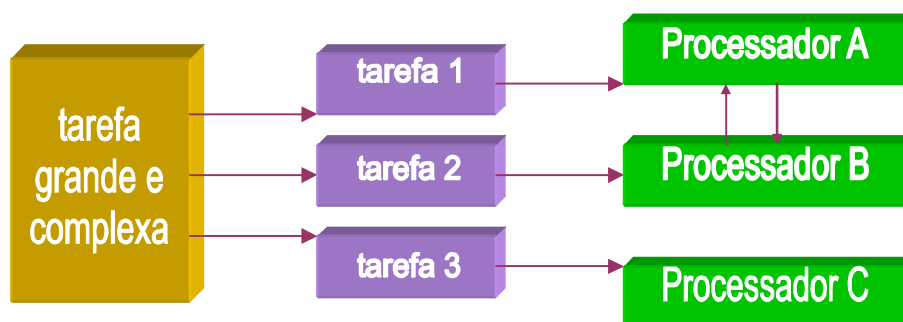 tarefa
grande e
complexa
tarefa 1
tarefa 2
tarefa 3
Processador A
Processador B
Processador C